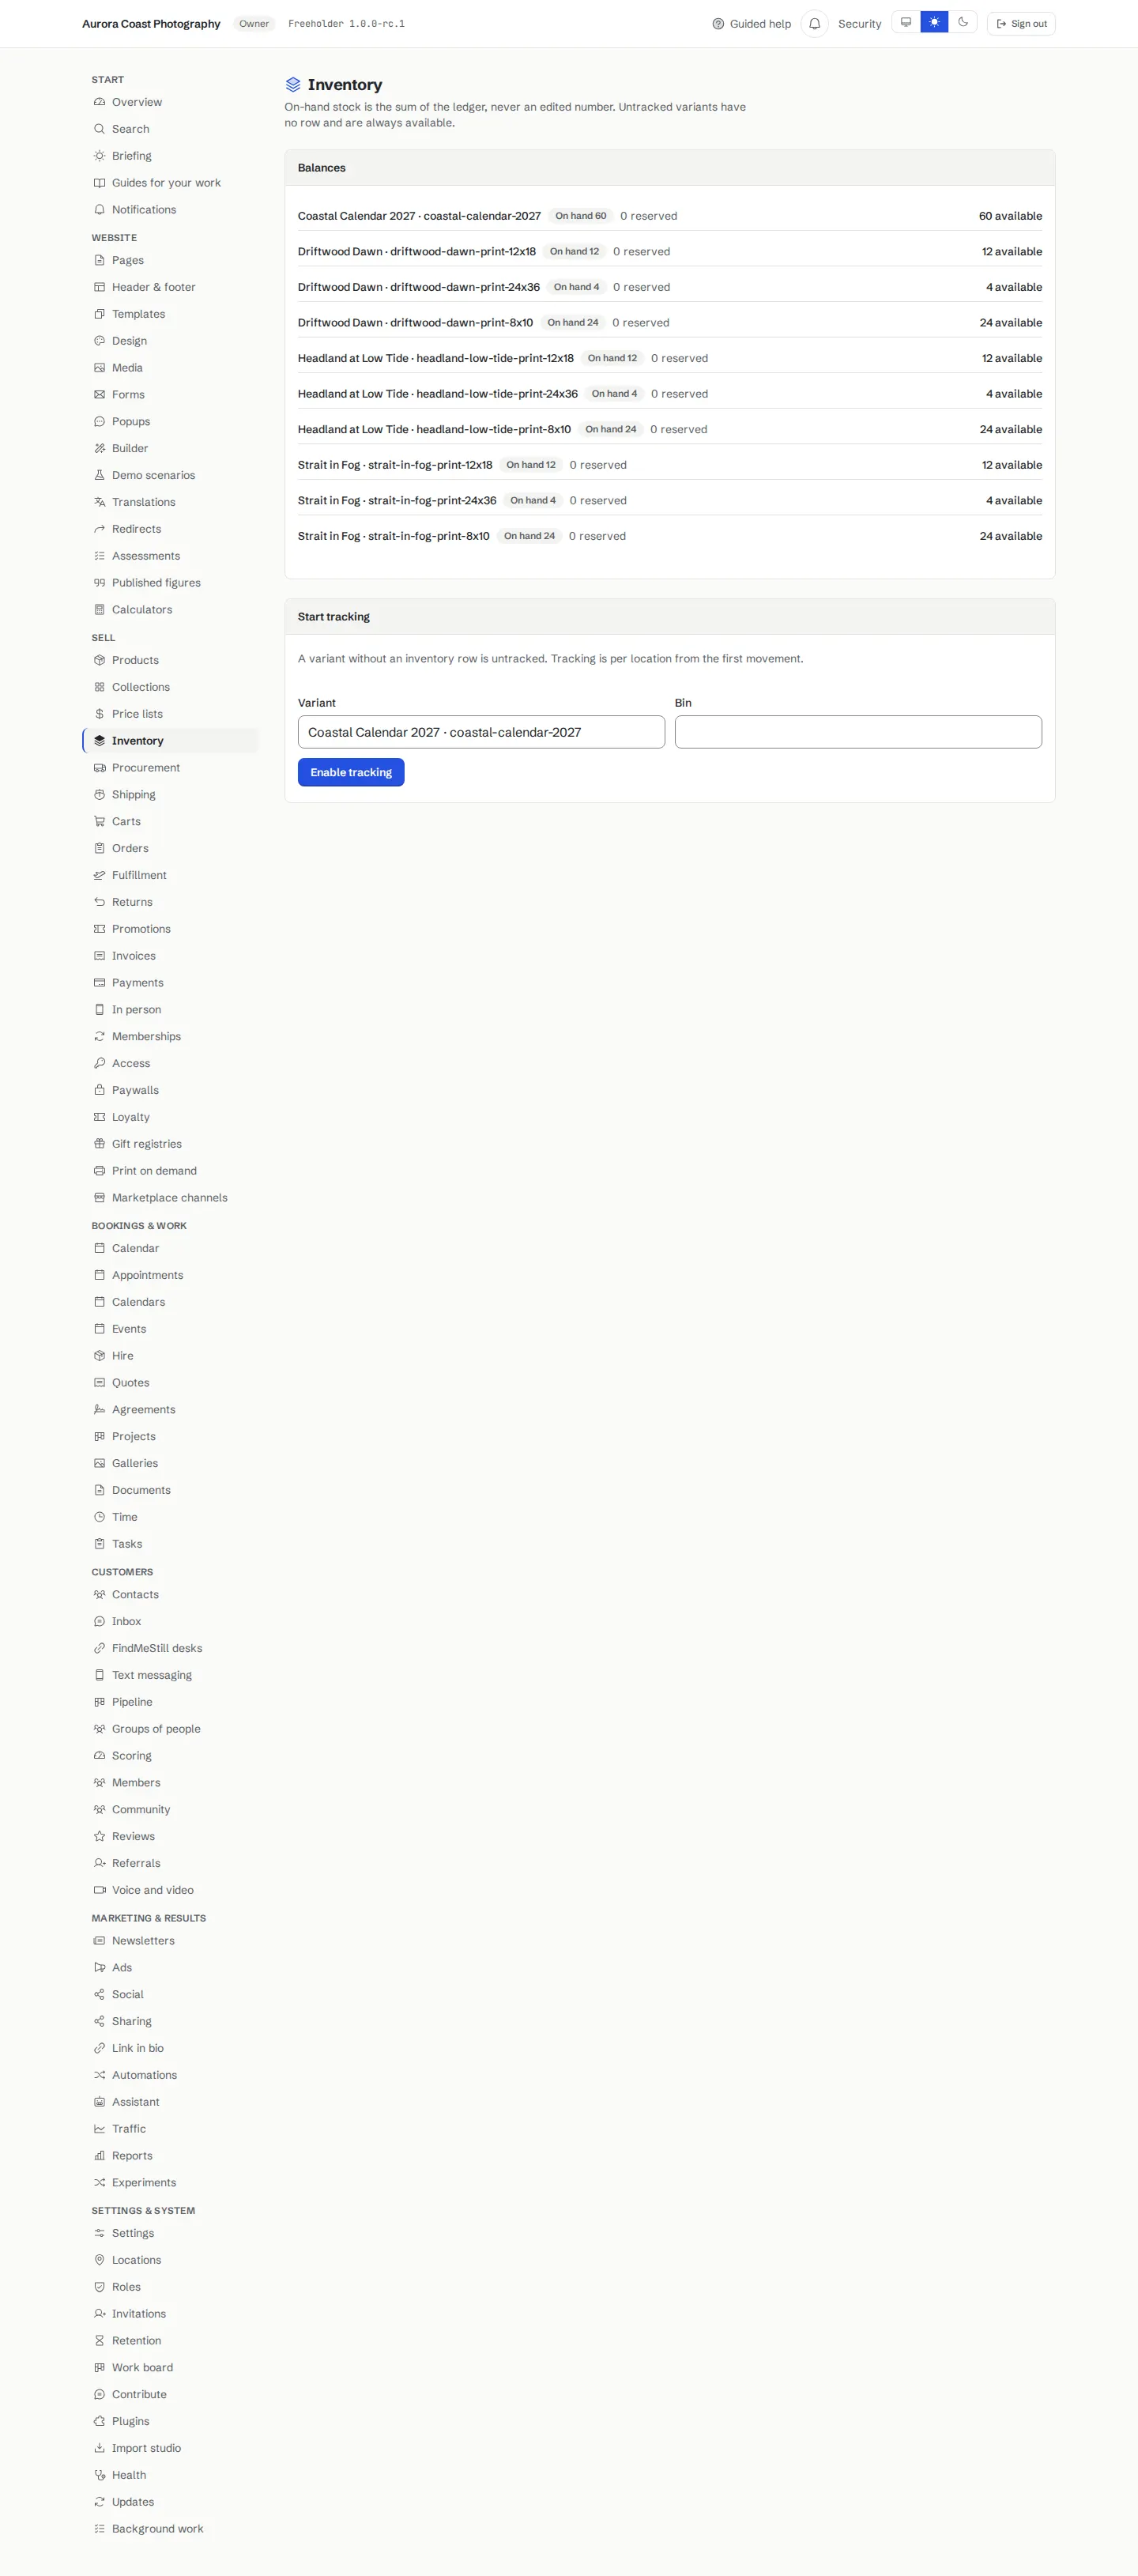 Aurora Coast Photography Owner Freeholder 1.0.0-rc.1 Guided help Security Sign out
START
Overview
Search
Briefing
Guides for your work
Notifications
WEBSITE
Pages
Header & footer
Templates
Design
Media
Forms
Popups
Builder
Demo scenarios
Translations
Redirects
Assessments
Published figures
Calculators
SELL
Products
Collections
Price lists
Inventory
Procurement
Shipping
Carts
Orders
Fulfillment
Returns
Promotions
Invoices
Payments
In person
Memberships
Access
Paywalls
Loyalty
Gift registries
Print on demand
Marketplace channels
BOOKINGS & WORK
Calendar
Appointments
Calendars
Events
Hire
Quotes
Agreements
Projects
Galleries
Documents
Time
Tasks
CUSTOMERS
Contacts
Inbox
FindMeStill desks
Text messaging
Pipeline
Groups of people
Scoring
Members
Community
Reviews
Referrals
Voice and video
MARKETING & RESULTS
Newsletters
Ads
Social
Sharing
Link in bio
Automations
Assistant
Traffic
Reports
Experiments
SETTINGS & SYSTEM
Settings
Locations
Roles
Invitations
Retention
Work board
Contribute
Plugins
Import studio
Health
Updates
Background work
Inventory
On-hand stock is the sum of the ledger, never an edited number. Untracked variants have
no row and are always available.
Balances
Coastal Calendar 2027 · coastal-calendar-2027 On hand 60 0 reserved 60 available
Driftwood Dawn · driftwood-dawn-print-12x18 On hand 12 0 reserved 12 available
Driftwood Dawn · driftwood-dawn-print-24x36 On hand 4 0 reserved 4 available
Driftwood Dawn · driftwood-dawn-print-8x10 On hand 24 0 reserved 24 available
Headland at Low Tide · headland-low-tide-print-12x18 On hand 12 0 reserved 12 available
Headland at Low Tide · headland-low-tide-print-24x36 On hand 4 0 reserved 4 available
Headland at Low Tide · headland-low-tide-print-8x10 On hand 24 0 reserved 24 available
Strait in Fog · strait-in-fog-print-12x18 On hand 12 0 reserved 12 available
Strait in Fog · strait-in-fog-print-24x36 On hand 4 0 reserved 4 available
Strait in Fog · strait-in-fog-print-8x10 On hand 24 0 reserved 24 available
Start tracking
A variant without an inventory row is untracked. Tracking is per location from the first movement.
Variant Bin
Coastal Calendar 2027 · coastal-calendar-2027
Enable tracking